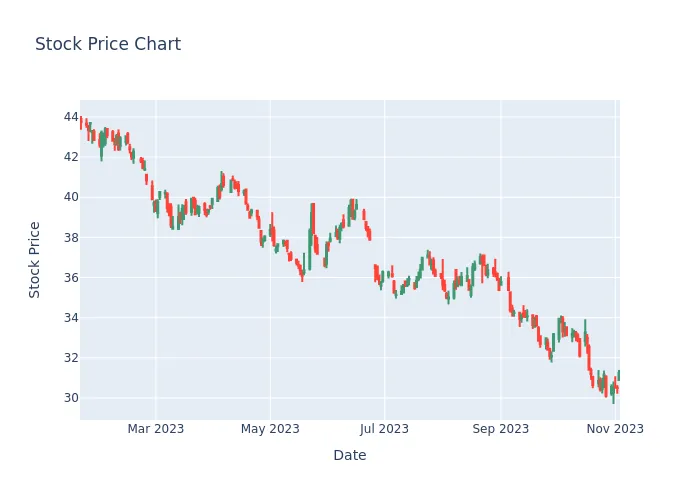 Stock Price Chart
44
42
40
38
36
34
32
30
Stock Price
Mar 2023
May 2023
Jul 2023
Sep 2023
Nov 2023
Date